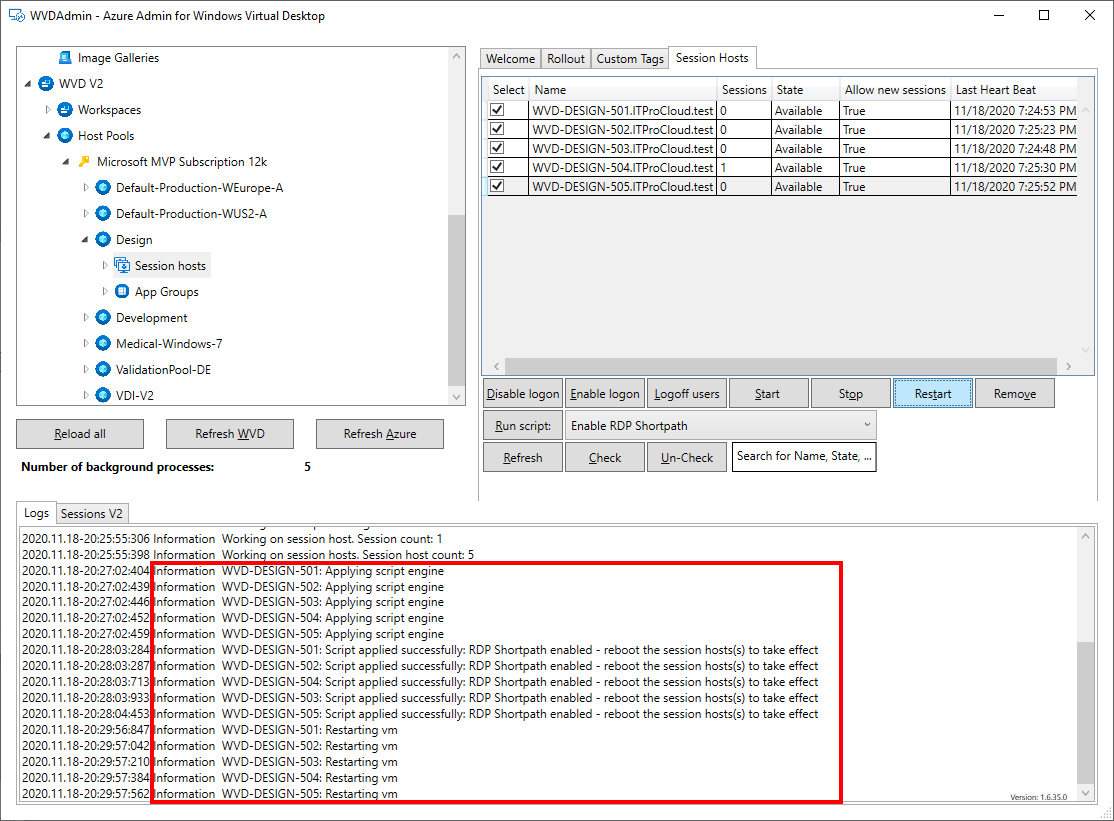 WVDAdmin - Azure Admin for Windows Virtual Desktop
Image Galleries
WVD V2
Workspaces
Host Pools
Microsoft MVP Subscription 12k
Default-Production-WEurope-A
Default-Production-WUS2-A
Design
Session hosts
App Groups
Development
Medical-Windows-7
ValidationPool-DE
VDI-V2
Reload all Refresh WVD Refresh Azure
Number of background processes: 5
Welcome Rollout Custom Tags Session Hosts
Select Name Sessions State Allow new sessions Last Heart Beat
WVD-DESIGN-501.ITProCloud.test 0 Available True 11/18/2020 7:24:53 PM
WVD-DESIGN-502.ITProCloud.test 0 Available True 11/18/2020 7:25:23 PM
WVD-DESIGN-503.ITProCloud.test 0 Available True 11/18/2020 7:24:48 PM
WVD-DESIGN-504.ITProCloud.test 1 Available True 11/18/2020 7:25:30 PM
WVD-DESIGN-505.ITProCloud.test 0 Available True 11/18/2020 7:25:52 PM
Disable logon Enable logon Logoff users Start Stop Restart Remove
Run script: Enable RDP Shortpath
Refresh Check Un-Check Search for Name, State, ...
Logs Sessions V2
2020.11.18-20:25:55:306 Information Working on session host. Session count: 1
2020.11.18-20:25:55:398 Information Working on session hosts. Session host count: 5
2020.11.18-20:27:02:404 Information WVD-DESIGN-501: Applying script engine
2020.11.18-20:27:02:439 Information WVD-DESIGN-502: Applying script engine
2020.11.18-20:27:02:446 Information WVD-DESIGN-503: Applying script engine
2020.11.18-20:27:02:452 Information WVD-DESIGN-504: Applying script engine
2020.11.18-20:27:02:459 Information WVD-DESIGN-505: Applying script engine
2020.11.18-20:28:03:284 Information WVD-DESIGN-501: Script applied successfully: RDP Shortpath enabled - reboot the session hosts(s) to take effect
2020.11.18-20:28:03:287 Information WVD-DESIGN-502: Script applied successfully: RDP Shortpath enabled - reboot the session hosts(s) to take effect
2020.11.18-20:28:03:713 Information WVD-DESIGN-504: Script applied successfully: RDP Shortpath enabled - reboot the session hosts(s) to take effect
2020.11.18-20:28:03:933 Information WVD-DESIGN-503: Script applied successfully: RDP Shortpath enabled - reboot the session hosts(s) to take effect
2020.11.18-20:28:04:453 Information WVD-DESIGN-505: Script applied successfully: RDP Shortpath enabled - reboot the session hosts(s) to take effect
2020.11.18-20:29:56:847 Information WVD-DESIGN-501: Restarting vm
2020.11.18-20:29:57:042 Information WVD-DESIGN-502: Restarting vm
2020.11.18-20:29:57:210 Information WVD-DESIGN-503: Restarting vm
2020.11.18-20:29:57:384 Information WVD-DESIGN-504: Restarting vm
2020.11.18-20:29:57:562 Information WVD-DESIGN-505: Restarting vm
Version: 1.6.35.0